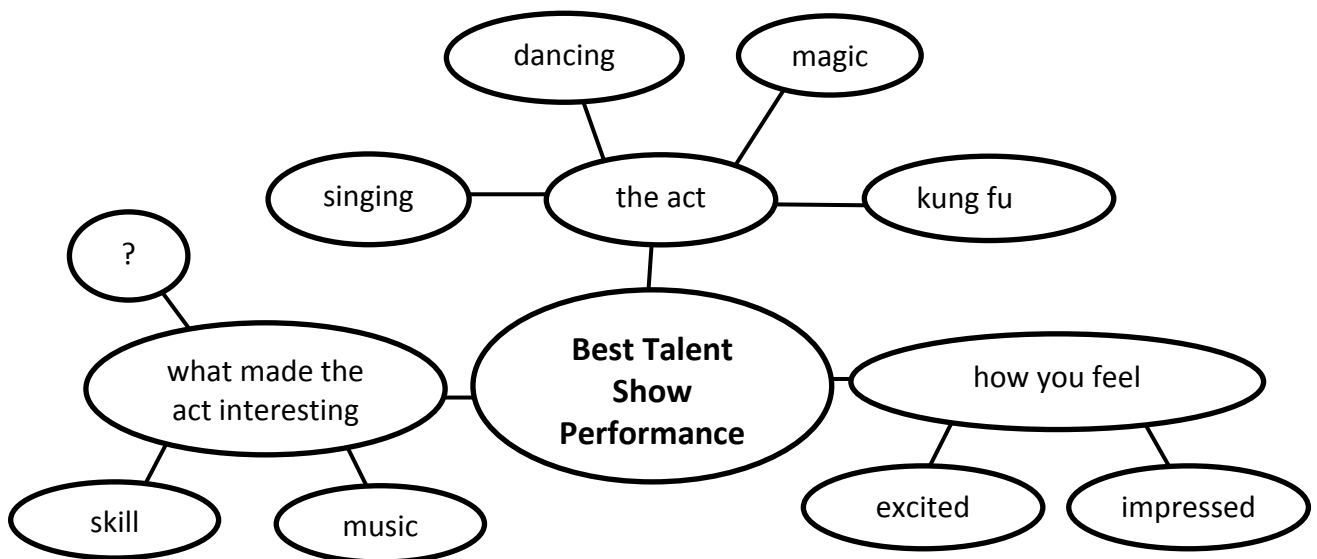 dancing
magic
singing
the act
kung fu
?
what made the
act interesting
Best Talent
Show
Performance
how you feel
skill
music
excited
impressed